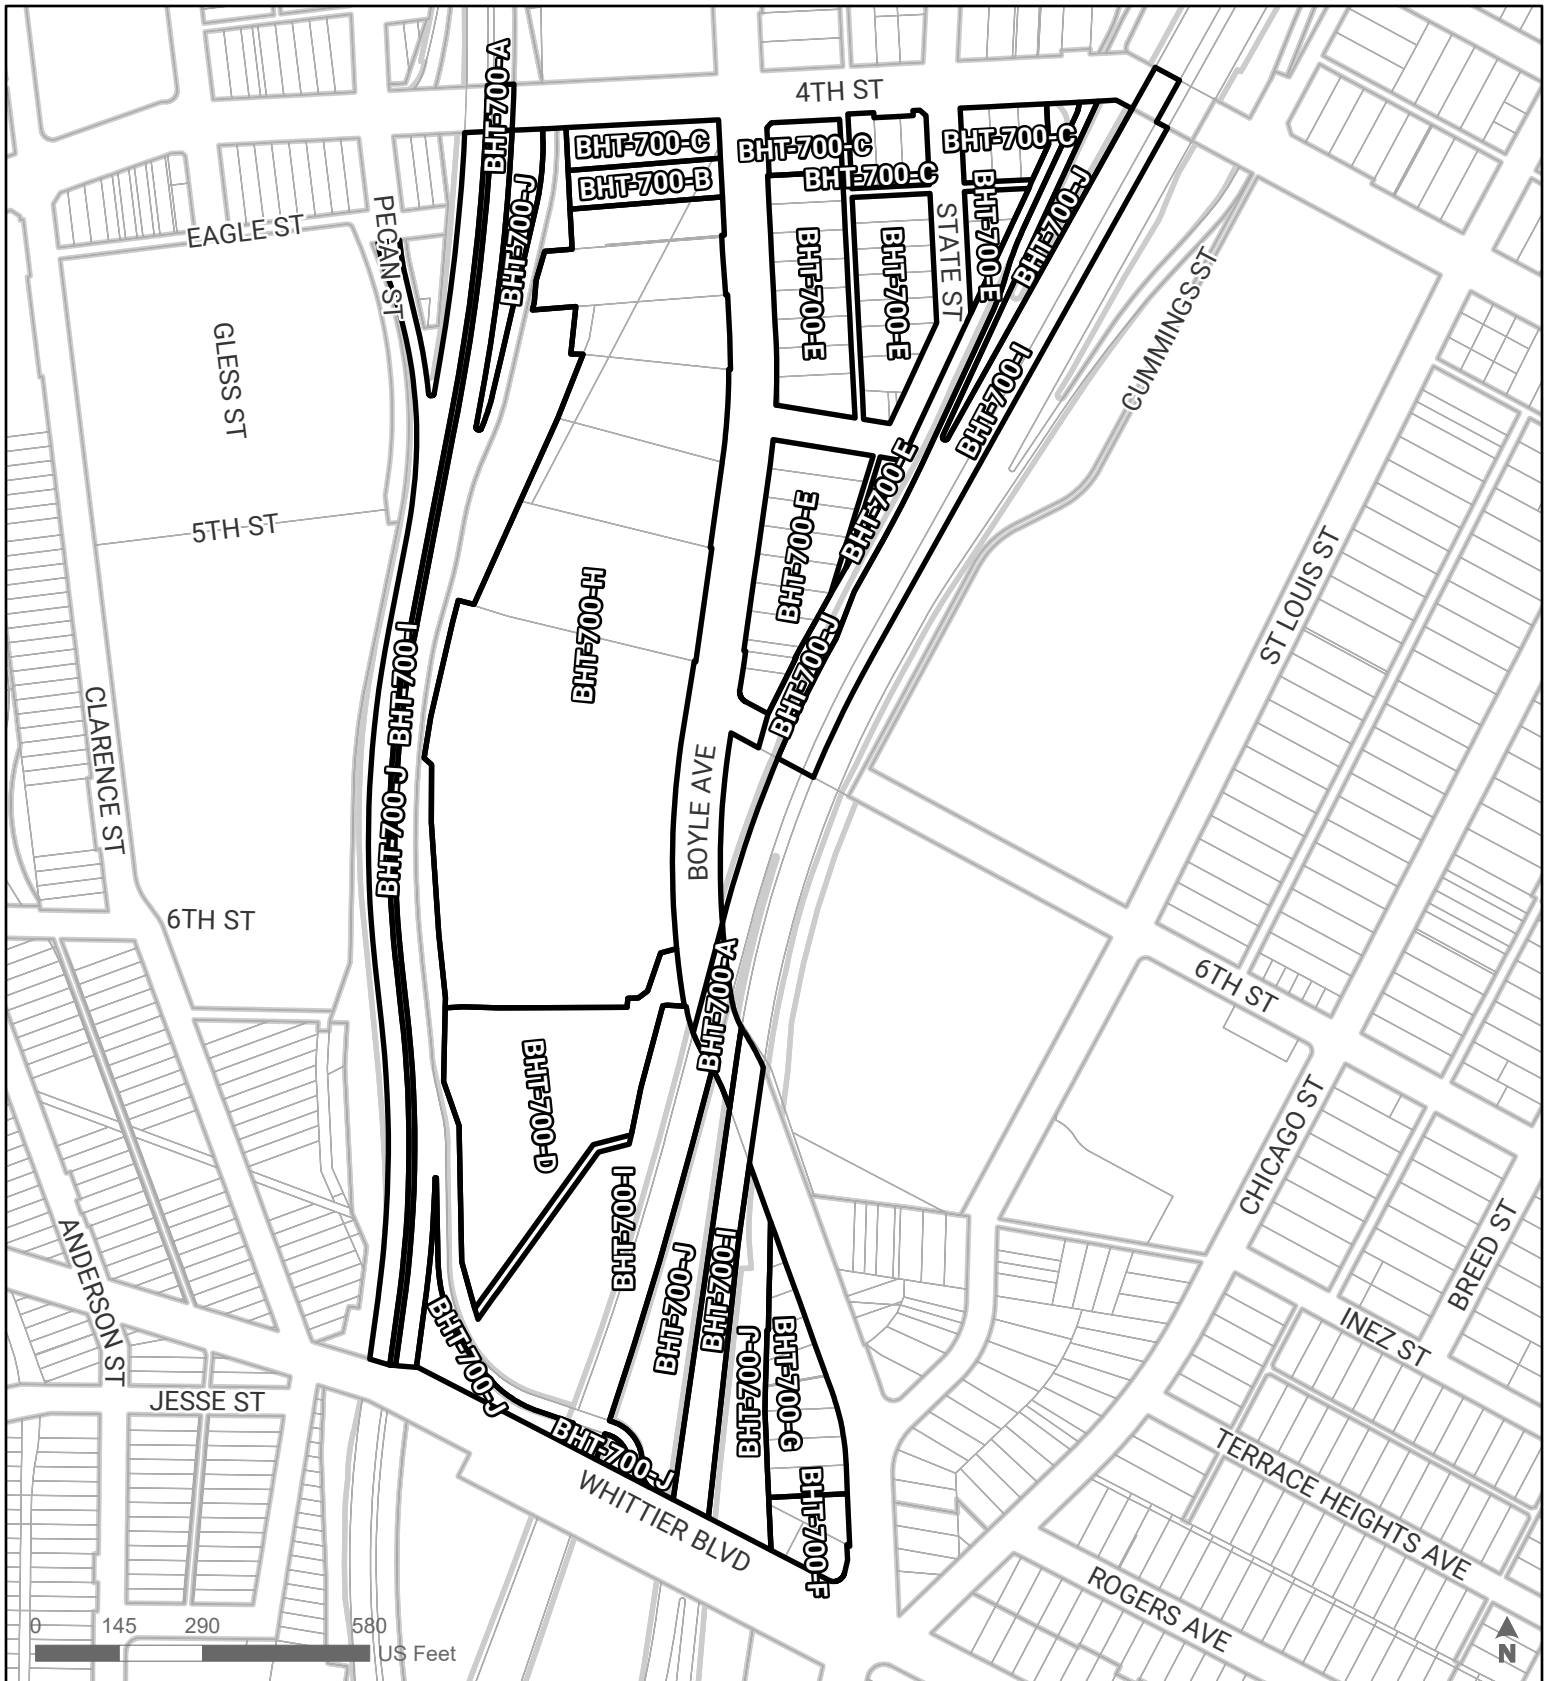 BHT-700-A
4TH ST
BHT-700-C
BHT-700-C
BHT-700-C
BHT-700-C
BHT-700-B
BHT-700-J
BHT-700-J
BHT-700-E
EAGLE ST
PECAN ST
STATE ST
BHT-700-E
BHT-700-E
CUMMINGS ST
GLESS ST
BHT-700-I
5TH ST
BHT-700-E
BHT-700-E
ST LOUIS ST
BHT-700-H
BHT-700-I
BHT-700-J
CLARENCE ST
BHT-700-J
BOYLE AVE
6TH ST
BHT-700-A
6TH ST
BHT-700-D
CHICAGO ST
BHT-700-I
BREED ST
ANDERSON ST
BHT-700-J
BHT-700-I
BHT-700-J
BHT-700-J
BHT-700-G
INEZ ST
JESSE ST
BHT-700-J
WHITTIER BLVD
BHT-700-F
TERRACE HEIGHTS AVE
ROGERS AVE
0 145 290 580
US Feet
N